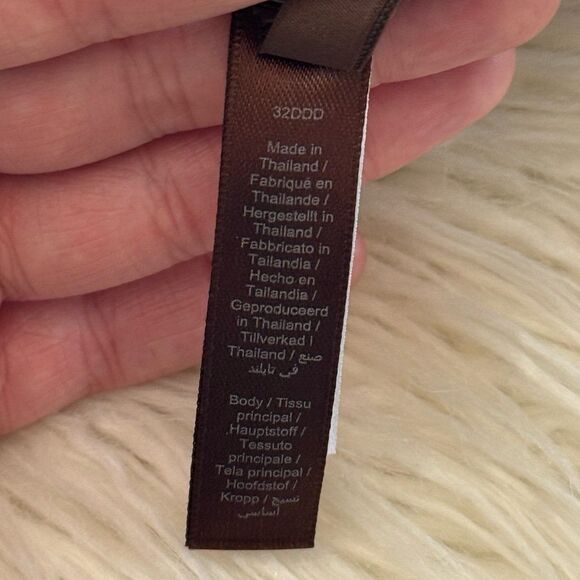 32DDD
Made in
Thailand /
Fabriqué en
Thaïlande /
Hergestellt in
Thailand /
Fabbricato in
Tailandia /
Hecho en
Tailandia /
Geproduceerd
in Thailand /
Tillverkad I
Thailand / صنع
في تايلند
Body / Tissu
principal /
Hauptstoff /
Tessuto
principale /
Tela principal /
Hoofdstof /
Kropp / نسيج
أساسي